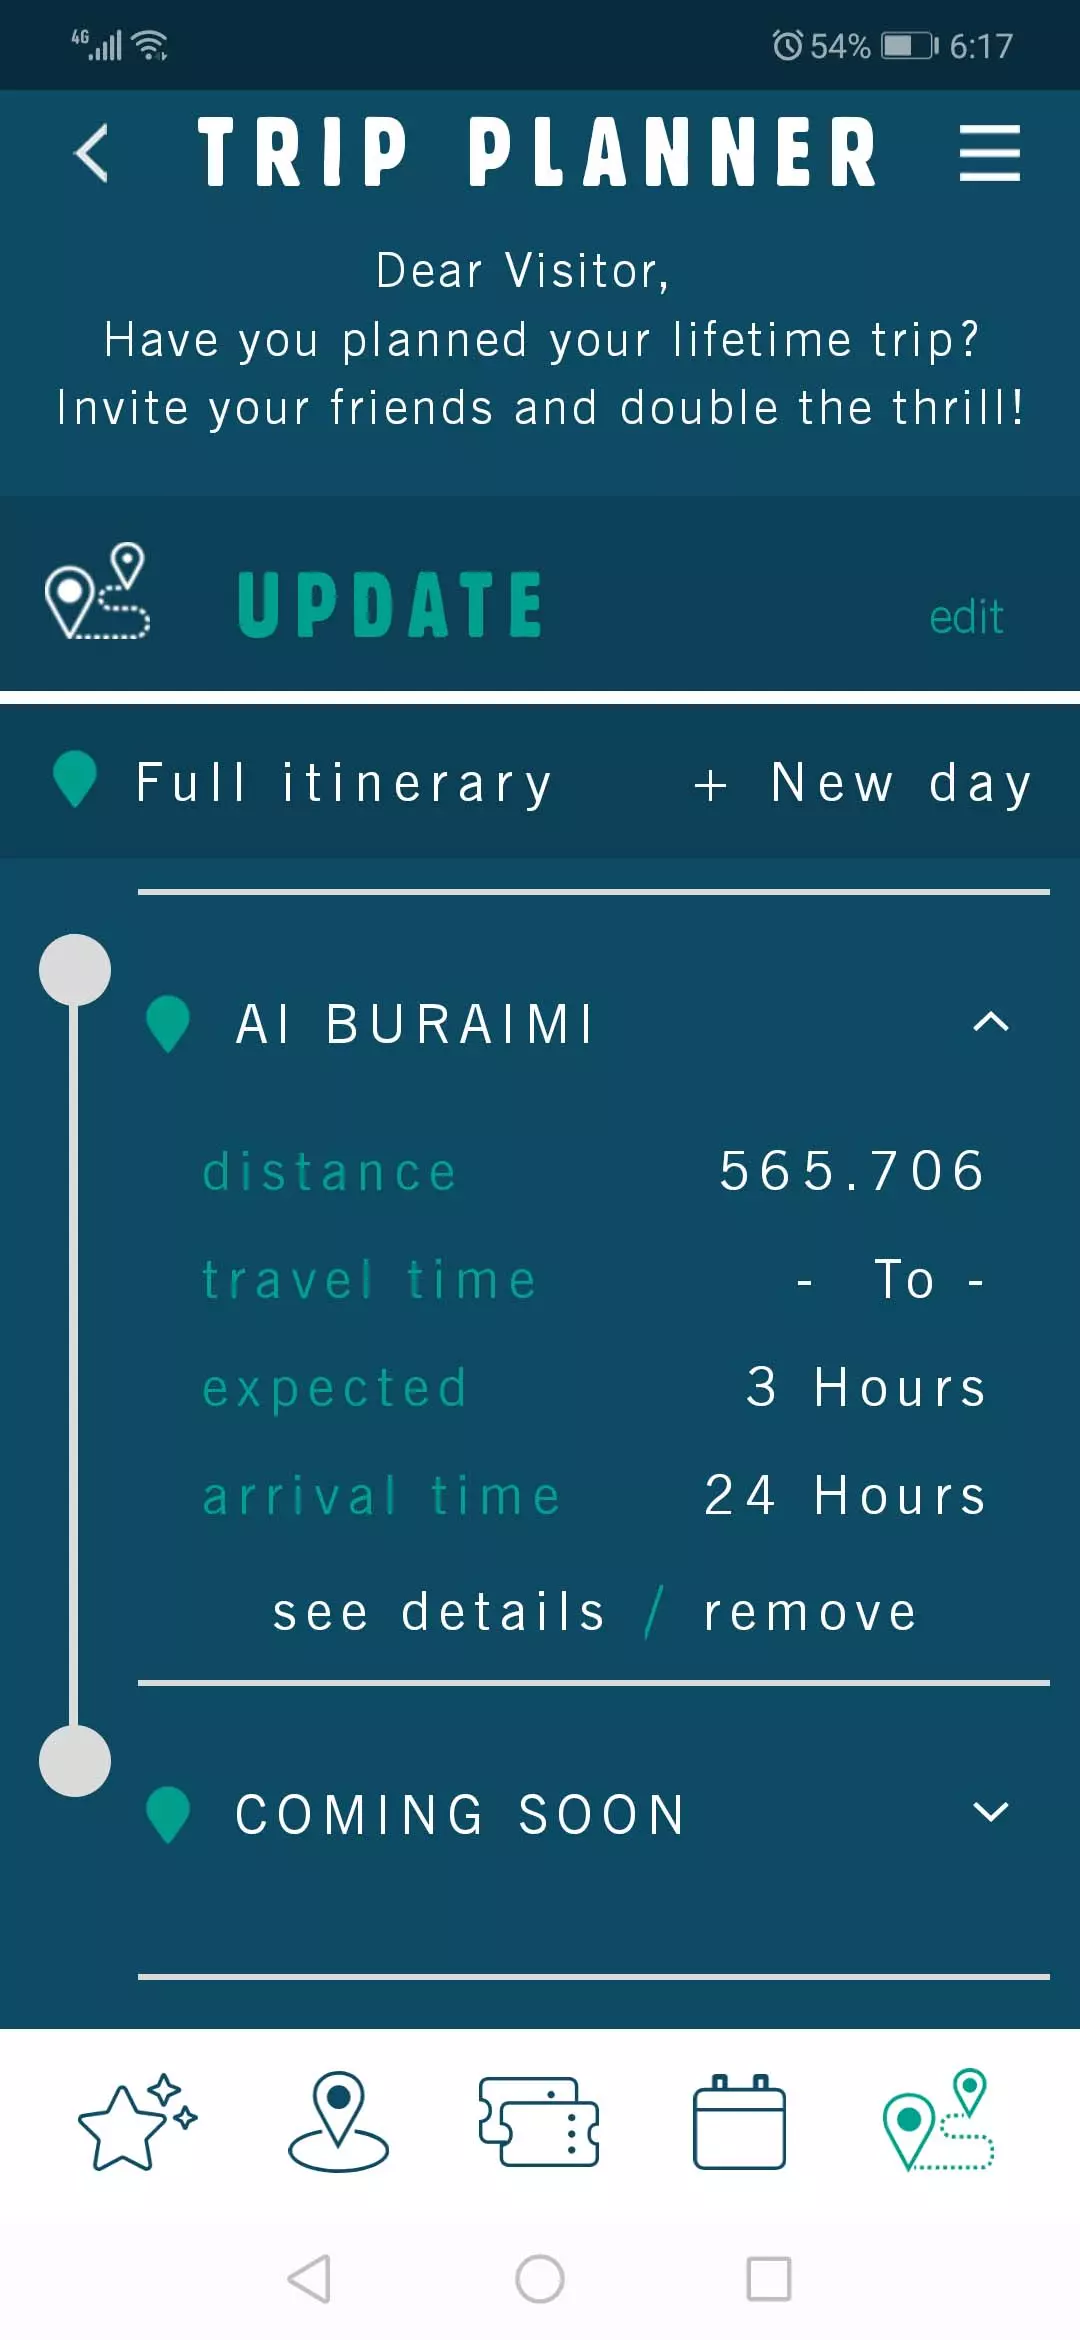 4G 54% 6:17
TRIP PLANNER
Dear Visitor,
Have you planned your lifetime trip?
Invite your friends and double the thrill!
UPDATE edit
Full itinerary + New day
Al BURAIMI
distance 565.706
travel time - To -
expected 3 Hours
arrival time 24 Hours
see details / remove
COMING SOON